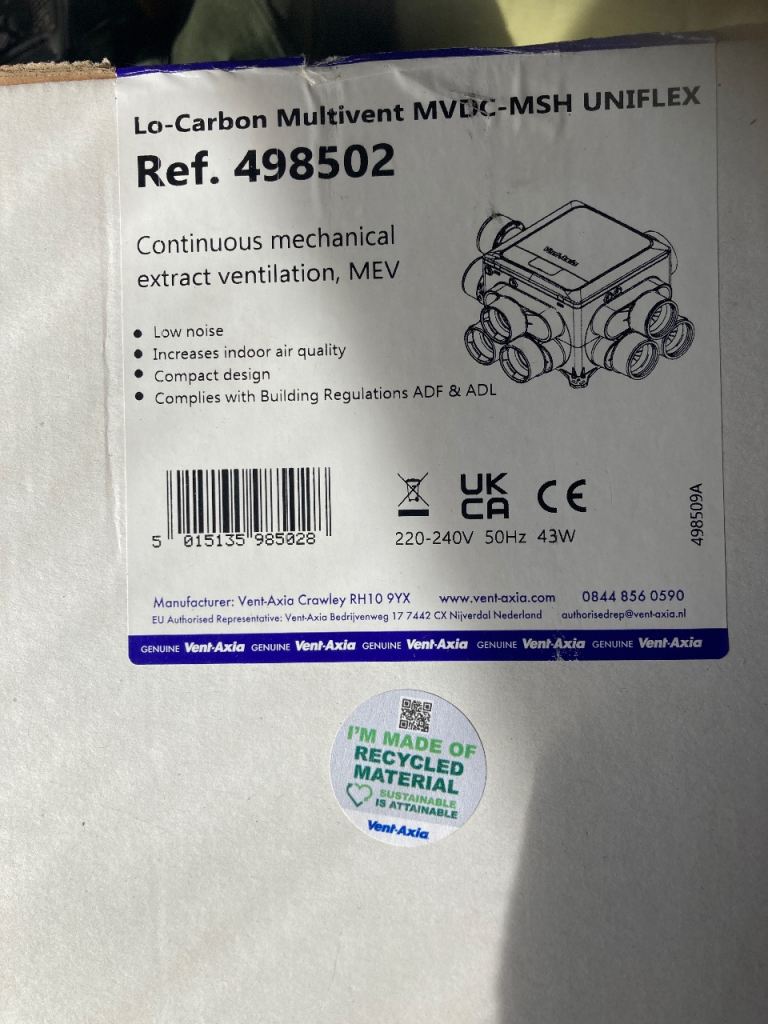 Lo-Carbon Multivent MVDC-MSH UNIFLEX
Ref. 498502
Continuous mechanical
extract ventilation, MEV
Vent-Axia
• Low noise
• Increases indoor air quality
• Compact design
• Complies with Building Regulations ADF & ADL
5 015135 985028
UK
CA
CE
220-240V 50Hz 43W
498509A
Manufacturer: Vent-Axia Crawley RH10 9YX www.vent-axia.com 0844 856 0590
EU Authorised Representative: Vent-Axia Bedrijvenweg 17 7442 CX Nijverdal Nederland authorisedrep@vent-axia.nl
GENUINE Vent-Axia GENUINE Vent-Axia GENUINE Vent-Axia GENUINE Vent-Axia GENUINE Vent-Axia
I'M MADE OF
RECYCLED
MATERIAL
SUSTAINABLE
IS ATTAINABLE
Vent-Axia